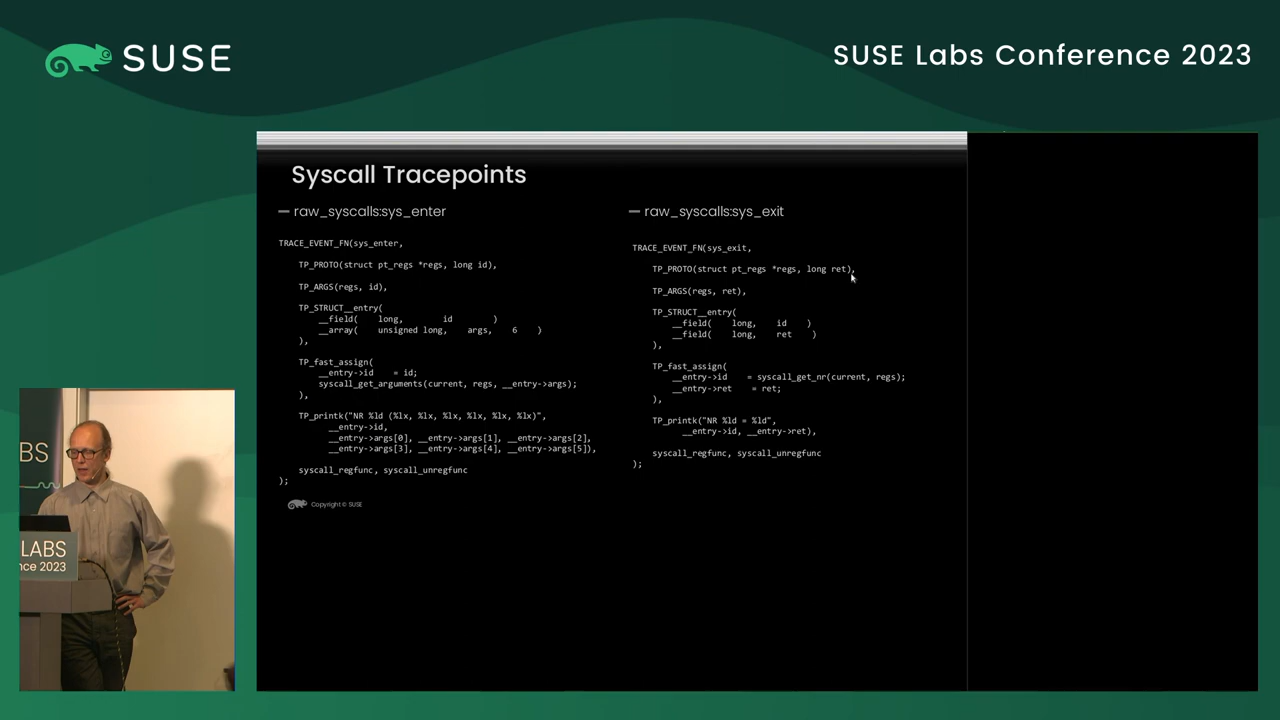 SUSE
SUSE Labs Conference 2023
Syscall Tracepoints
— raw_syscalls:sys_enter
TRACE_EVENT_FN(sys_enter,
TP_PROTO(struct pt_regs *regs, long id),
TP_ARGS(regs, id),
TP_STRUCT__entry(
__field( long, id )
__array( unsigned long, args, 6 )
),
TP_fast_assign(
__entry->id = id;
syscall_get_arguments(current, regs, __entry->args);
),
TP_printk("NR %ld (%lx, %lx, %lx, %lx, %lx, %lx)",
__entry->id,
__entry->args[0], __entry->args[1], __entry->args[2],
__entry->args[3], __entry->args[4], __entry->args[5]),
syscall_regfunc, syscall_unregfunc
);
— raw_syscalls:sys_exit
TRACE_EVENT_FN(sys_exit,
TP_PROTO(struct pt_regs *regs, long ret),
TP_ARGS(regs, ret),
TP_STRUCT__entry(
__field( long, id )
__field( long, ret )
),
TP_fast_assign(
__entry->id = syscall_get_nr(current, regs);
__entry->ret = ret;
),
TP_printk("NR %ld = %ld",
__entry->id, __entry->ret),
syscall_regfunc, syscall_unregfunc
);
Copyright © SUSE
BS
LABS
nce 2023